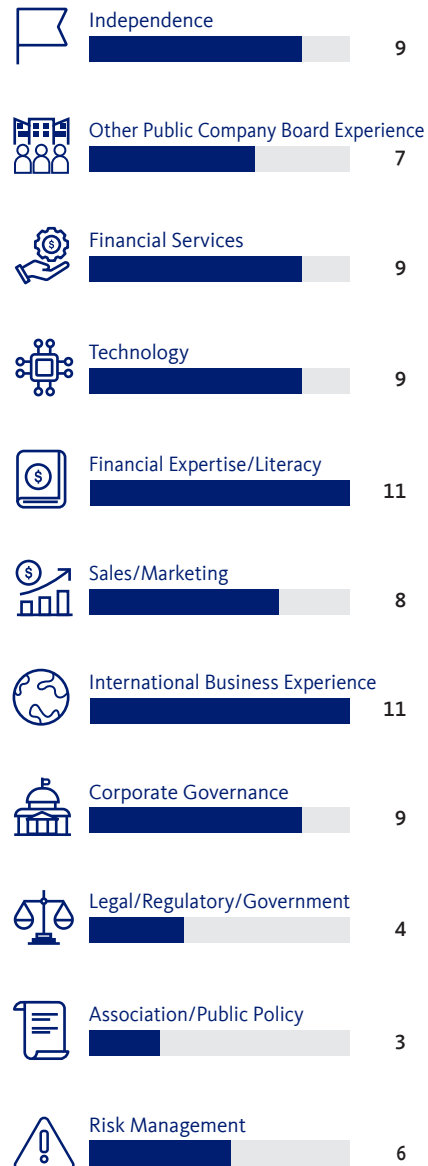 Independence
9
Other Public Company Board Experience
7
Financial Services
9
Technology
9
Financial Expertise/Literacy
11
Sales/Marketing
8
International Business Experience
11
Corporate Governance
9
Legal/Regulatory/Government
4
Association/Public Policy
3
Risk Management
6